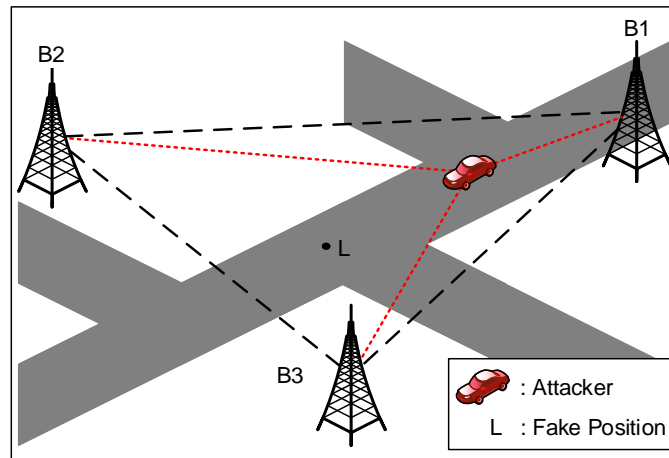 B1
B2
L
B3
: Attacker
L : Fake Position